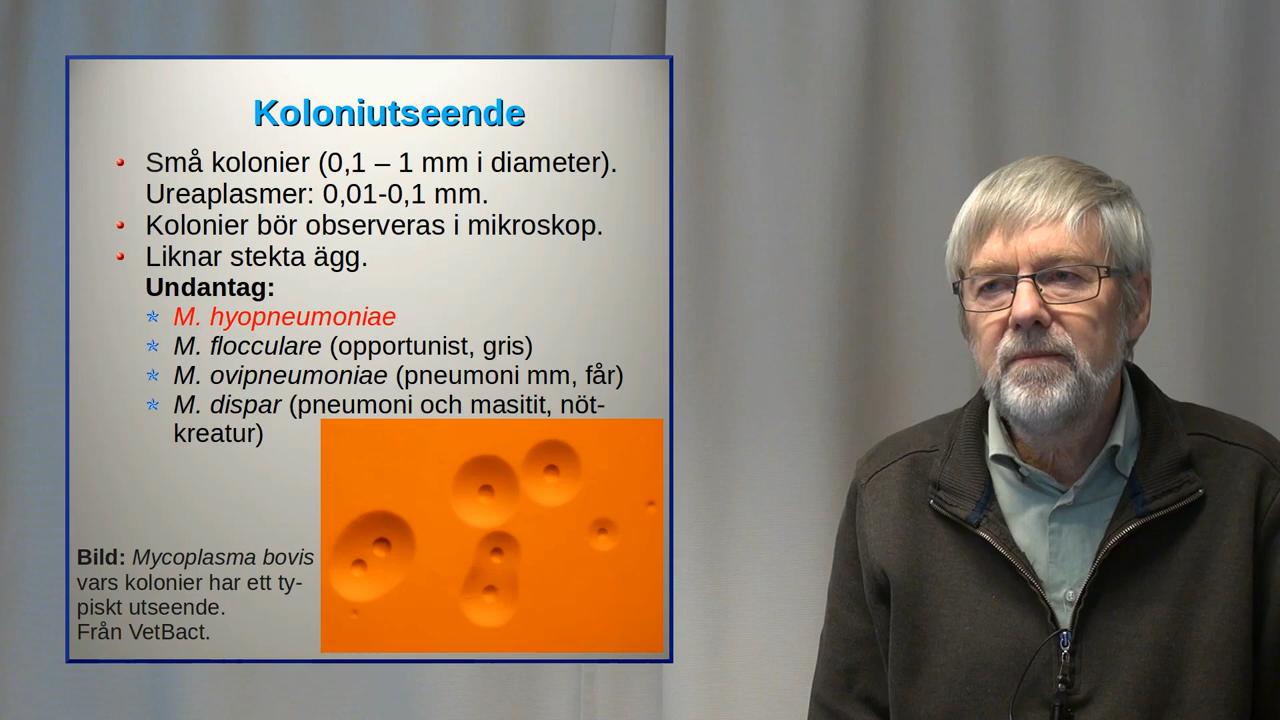 Koloniutseende
Små kolonier (0,1 – 1 mm i diameter).
Ureaplasmer: 0,01-0,1 mm.
Kolonier bör observeras i mikroskop.
Liknar stekta ägg.
Undantag:
M. hyopneumoniae
M. flocculare (opportunist, gris)
M. ovipneumoniae (pneumoni mm, får)
M. dispar (pneumoni och masitit, nöt-
kreatur)
Bild: Mycoplasma bovis
vars kolonier har ett ty-
piskt utseende.
Från VetBact.